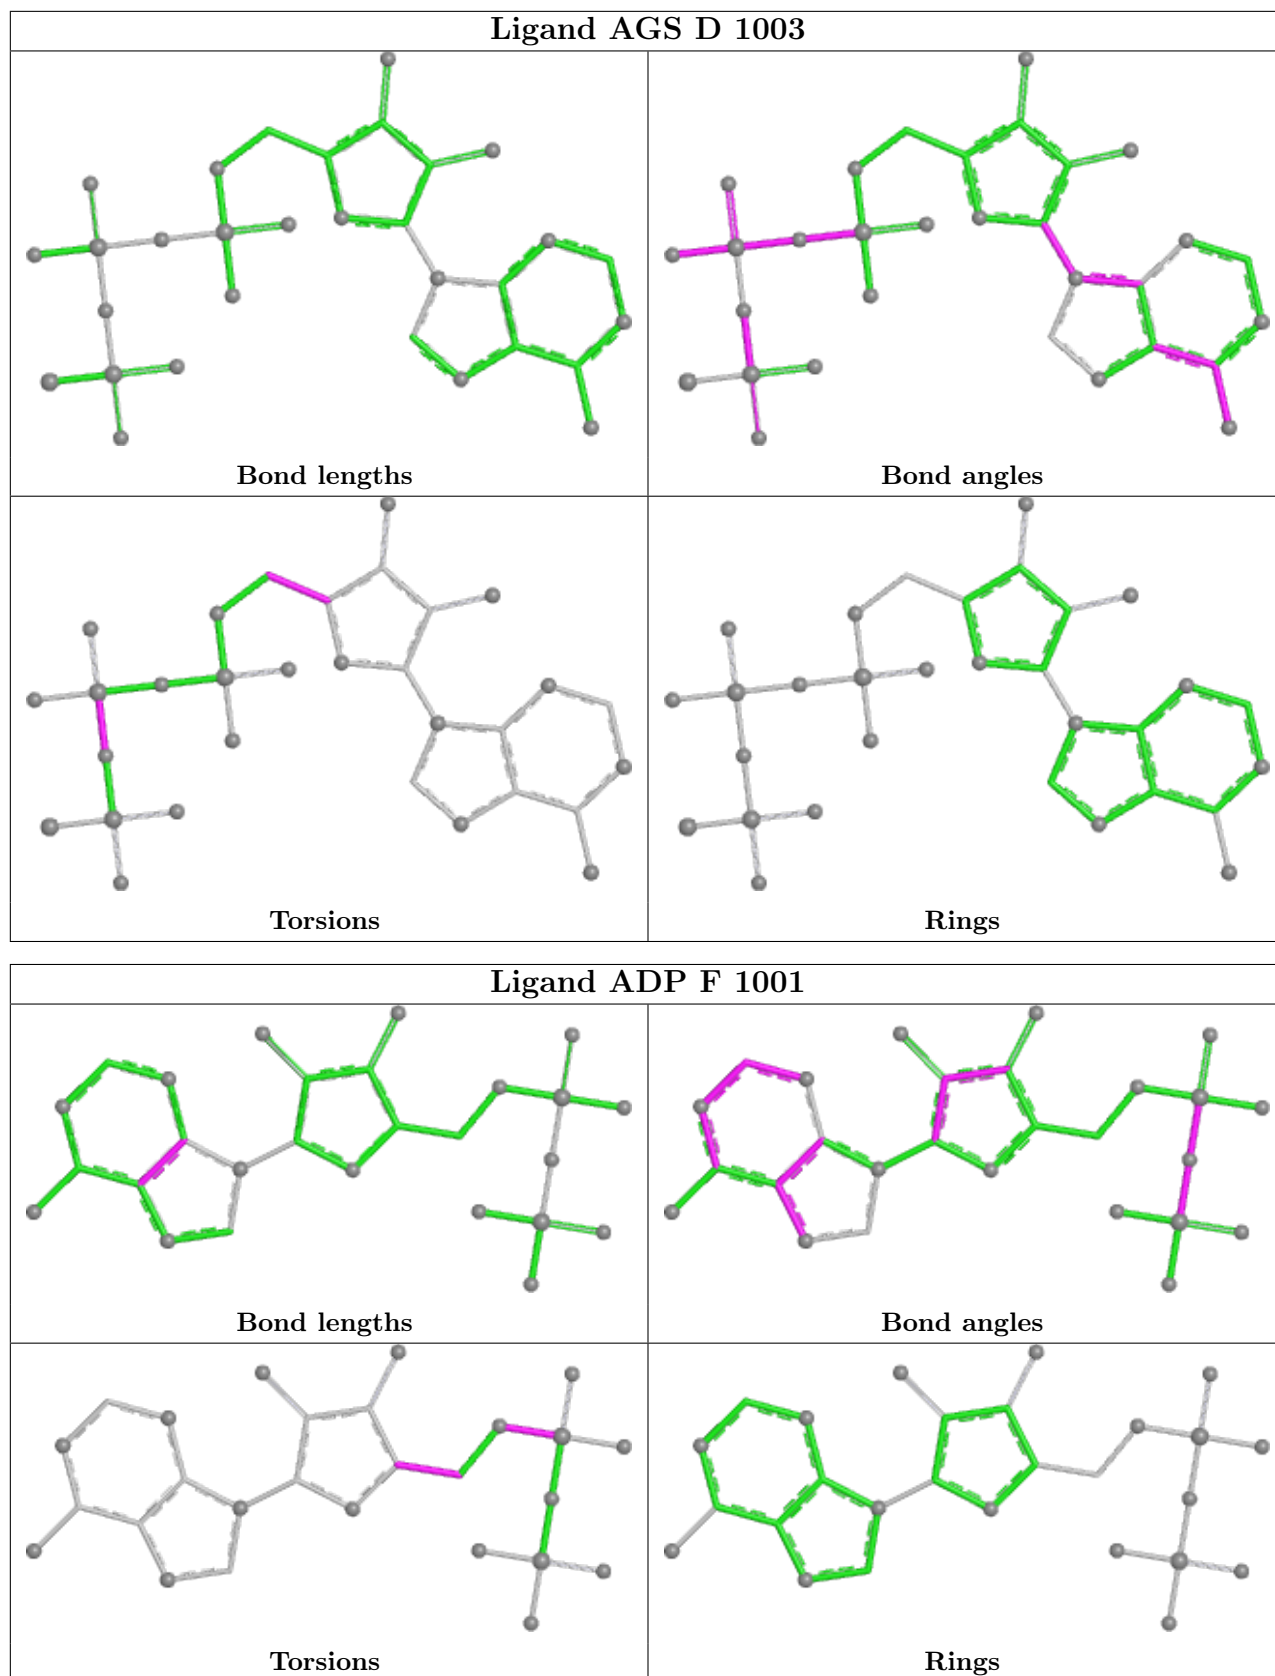 Ligand AGS D 1003
Bond lengths
Bond angles
Torsions
Rings
Ligand ADP F 1001
Bond lengths
Bond angles
Torsions
Rings